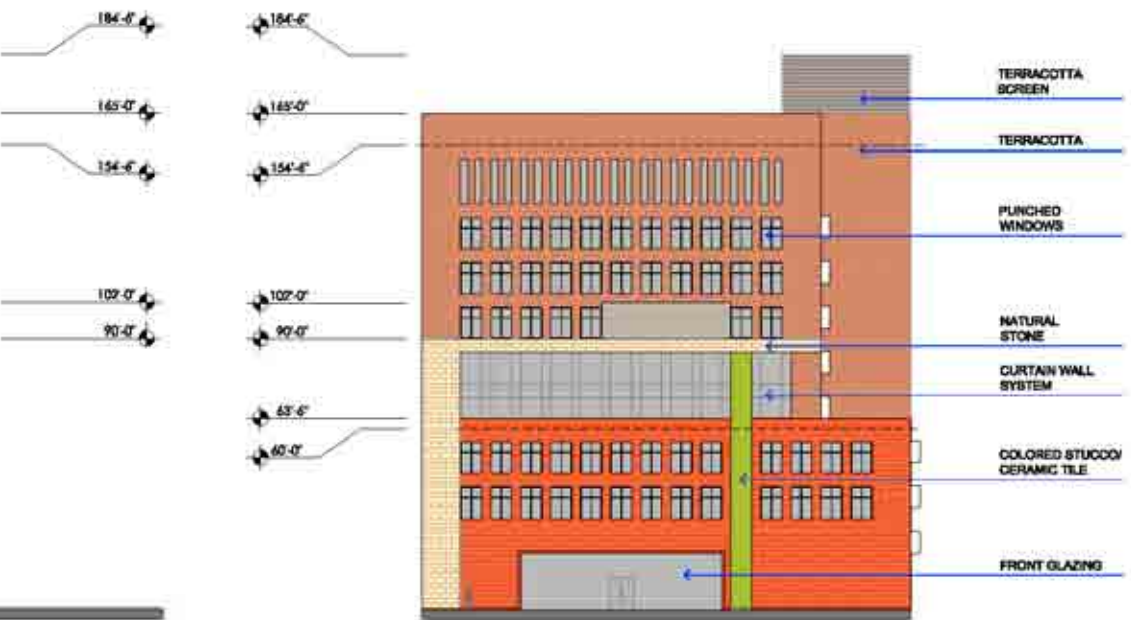 184'-6"
184'-6"
165'-0"
165'-0"
154'-6"
154'-6"
102'-0"
102'-0"
90'-0"
90'-0"
63'-6"
60'-0"
TERRACOTTA
SCREEN
TERRACOTTA
PUNCHED
WINDOWS
NATURAL
STONE
CURTAIN WALL
SYSTEM
COLORED STUCCO/
CERAMIC TILE
FRONT GLAZING